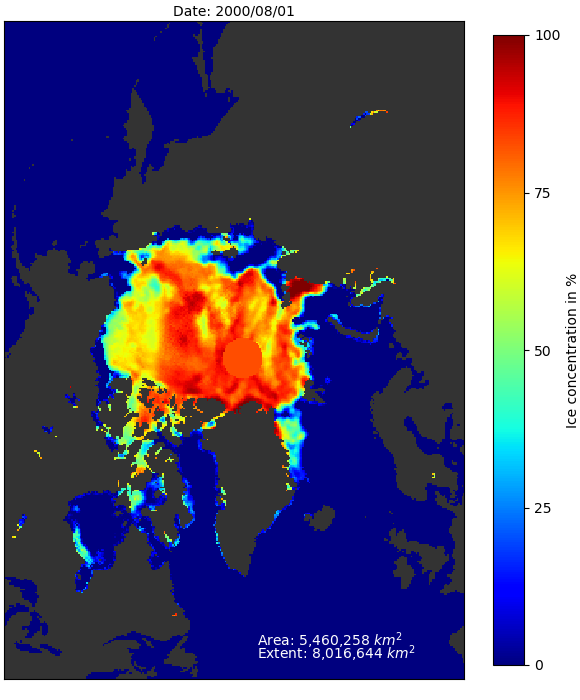 Date: 2000/08/01
100
75
50
25
0
Ice concentration in %
Area: 5,460,258 km²
Extent: 8,016,644 km²